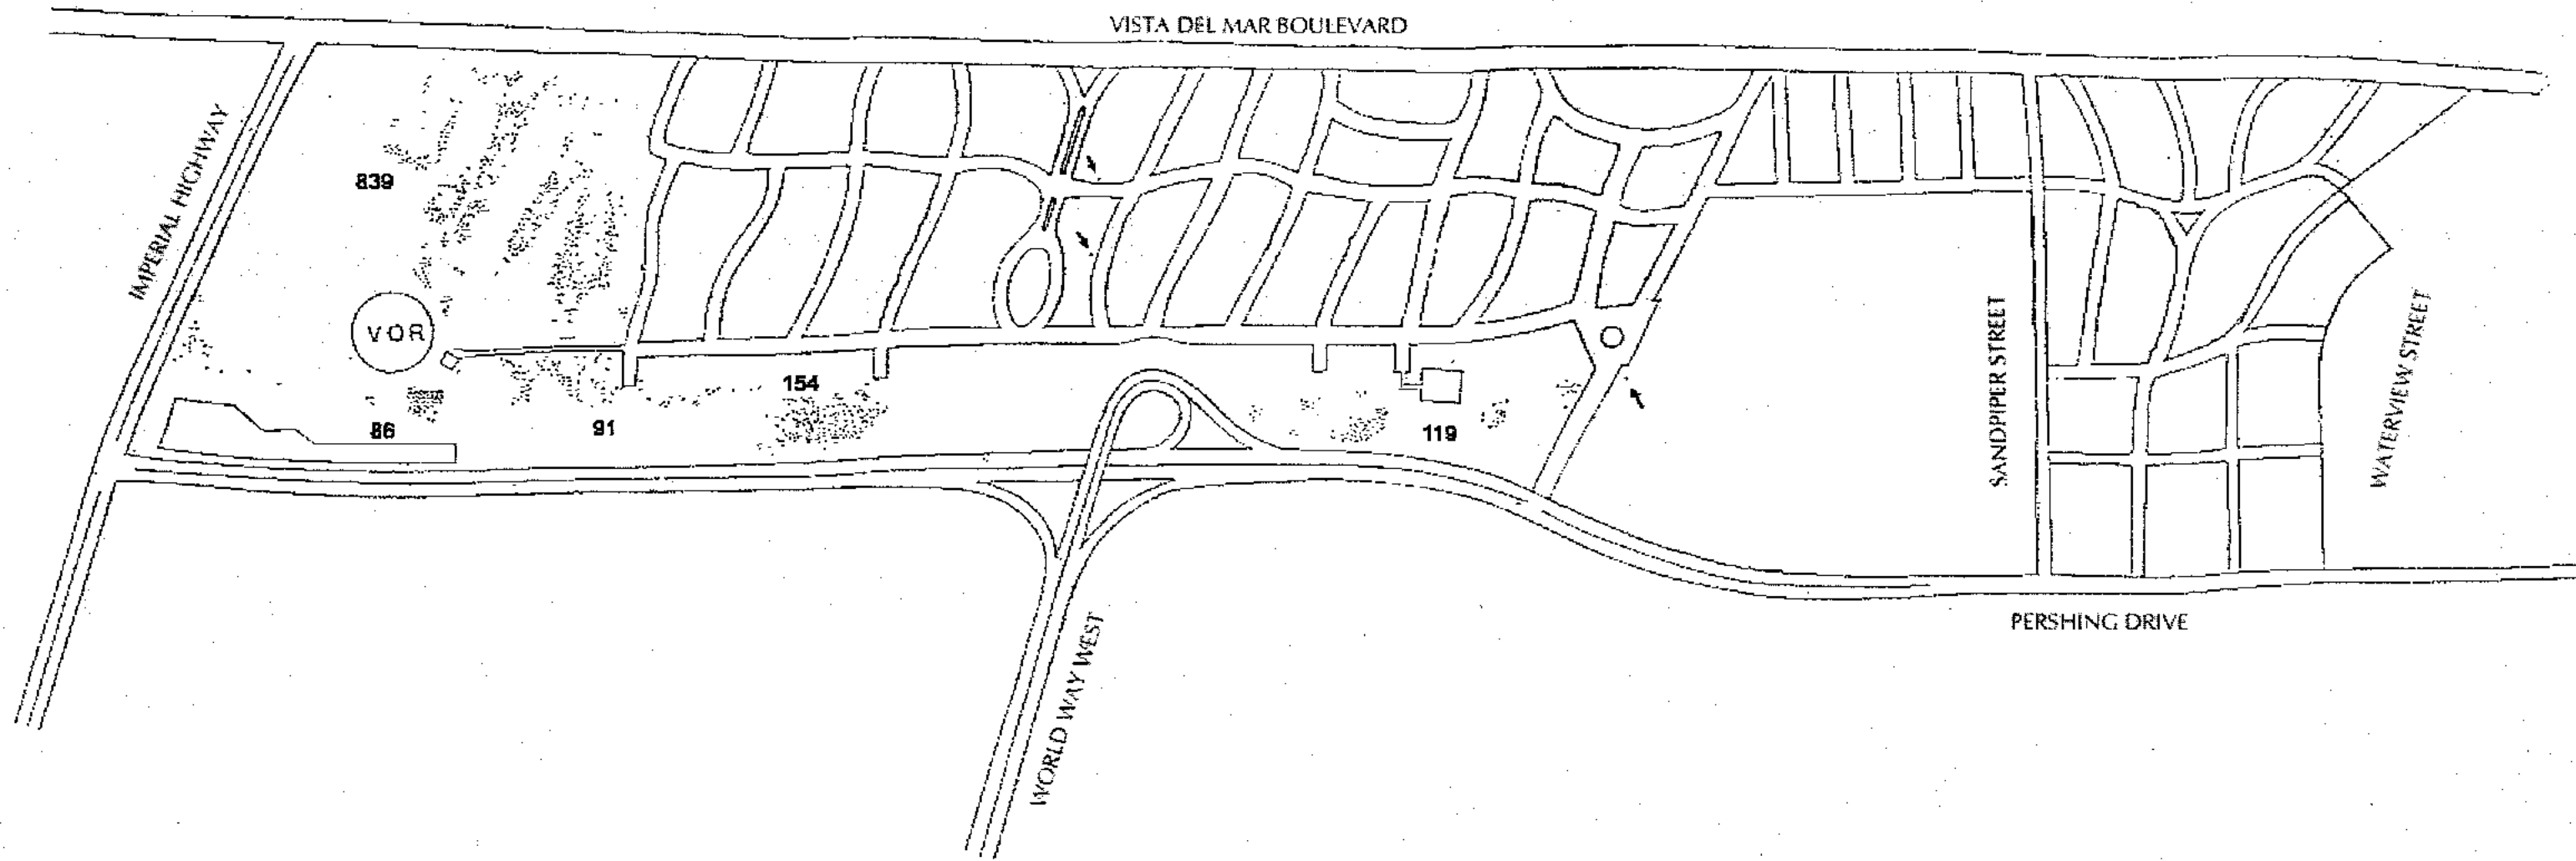 VISTA DEL MAR BOULEVARD
IMPERIAL HIGHWAY
839
VOR
86
91
154
119
SANDPIPER STREET
WATERVIEW STREET
PERSHING DRIVE
WORLD WAY WEST